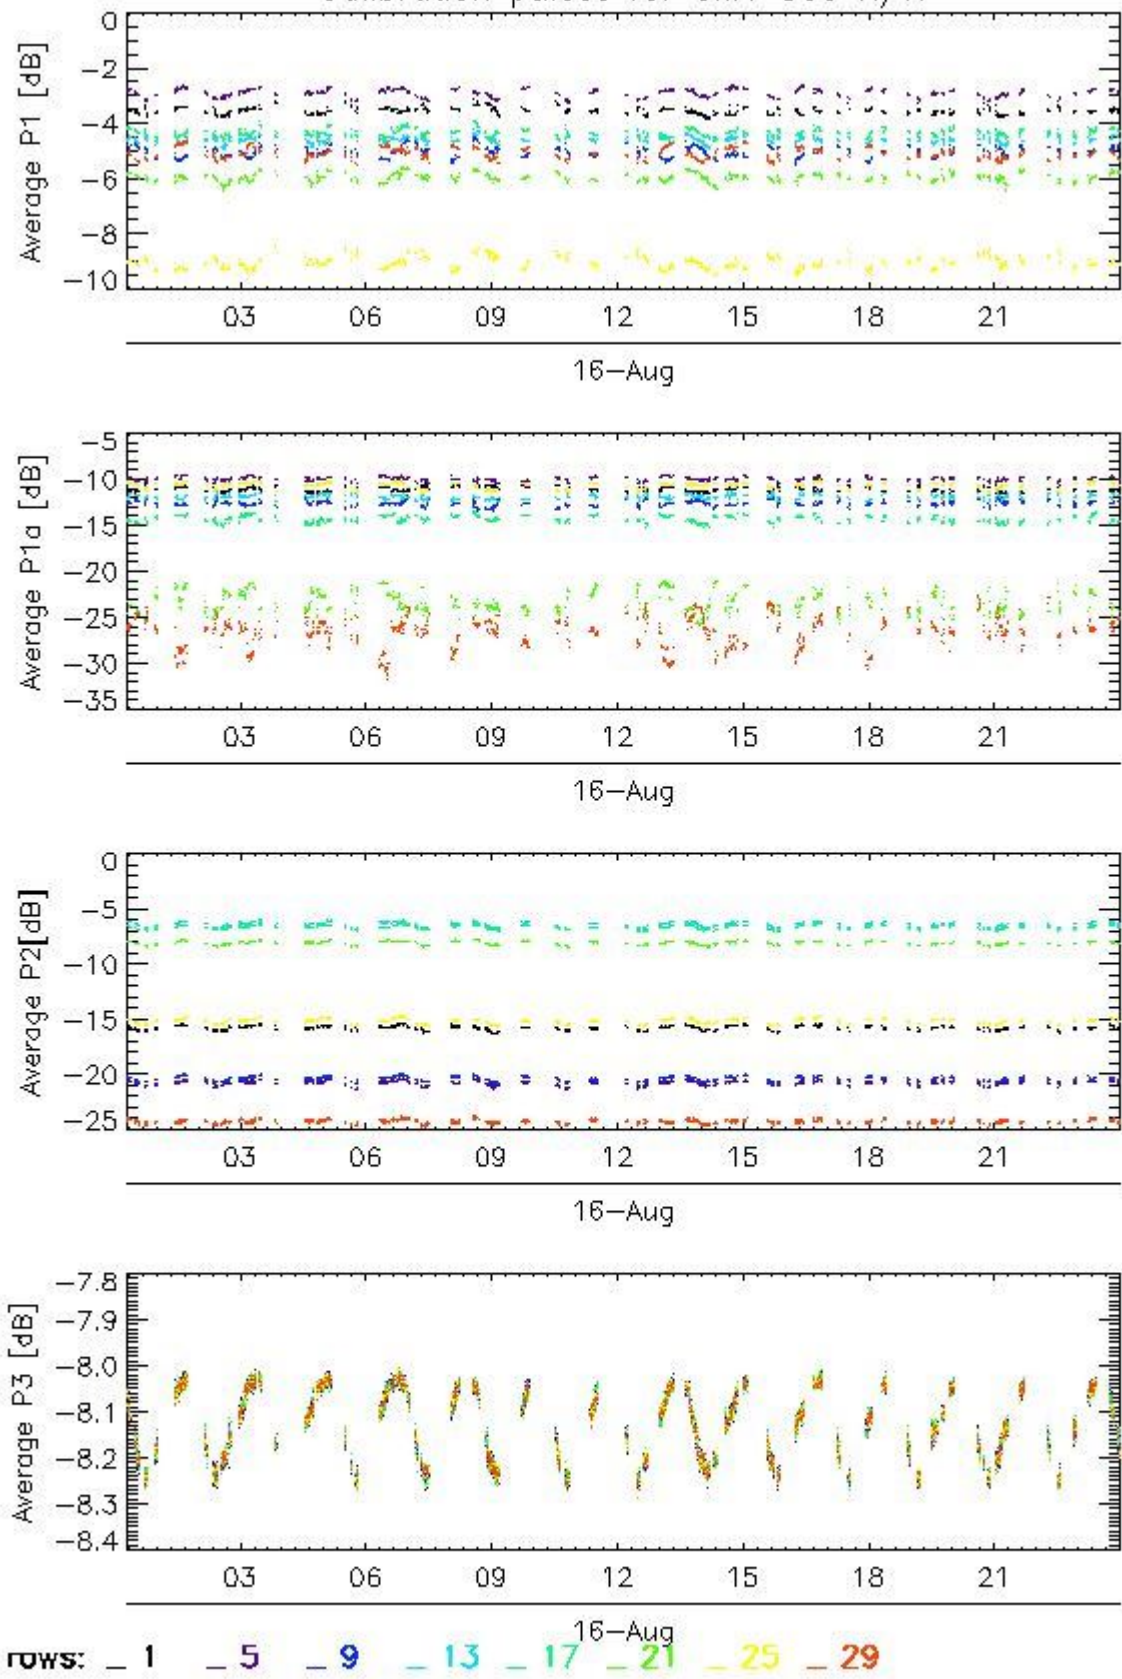 0
−2
−4
−6
−8
−10
Average P1 [dB]
03 06 09 12 15 18 21
16−Aug
−5
−10
−15
−20
−25
−30
−35
Average P1a [dB]
03 06 09 12 15 18 21
16−Aug
0
−5
−10
−15
−20
−25
Average P2[dB]
03 06 09 12 15 18 21
16−Aug
−7.8
−7.9
−8.0
−8.1
−8.2
−8.3
−8.4
Average P3 [dB]
03 06 09 12 15 18 21
16−Aug
rows: _ 1 _ 5 _ 9 _ 13 _ 17 _ 21 _ 25 _ 29